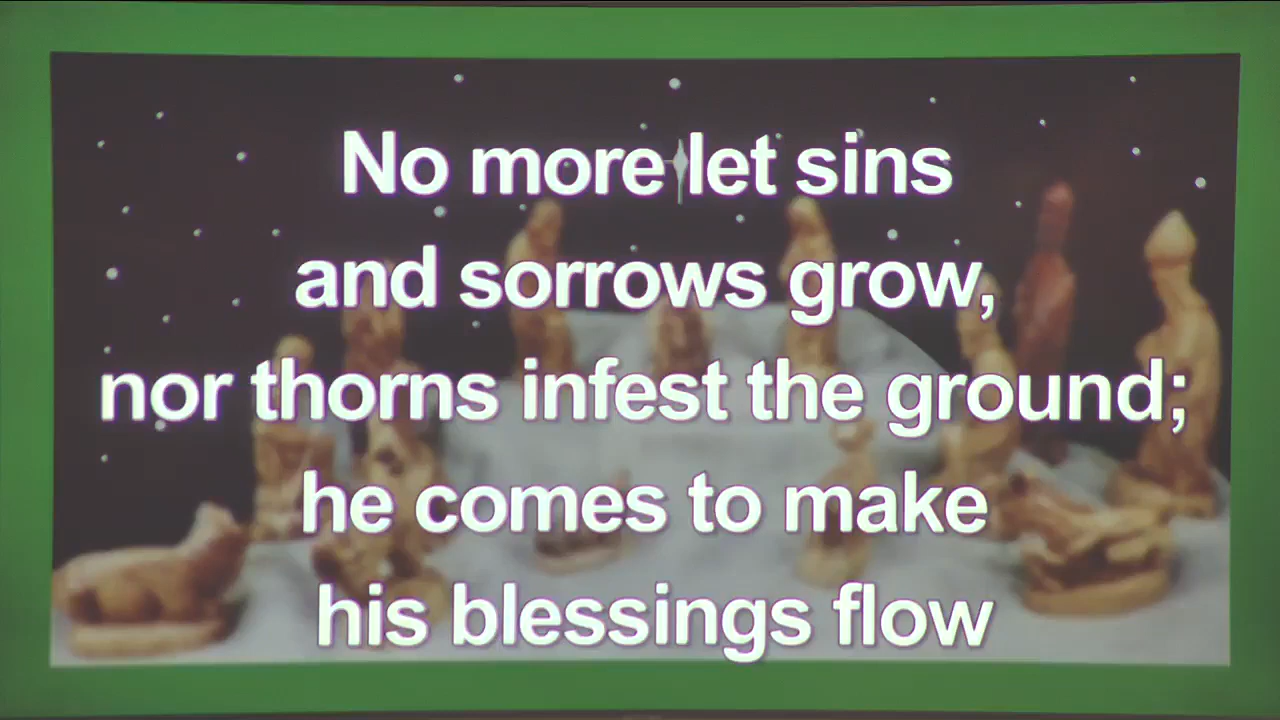 No more let sins
and sorrows grow,
nor thorns infest the ground;
he comes to make
his blessings flow